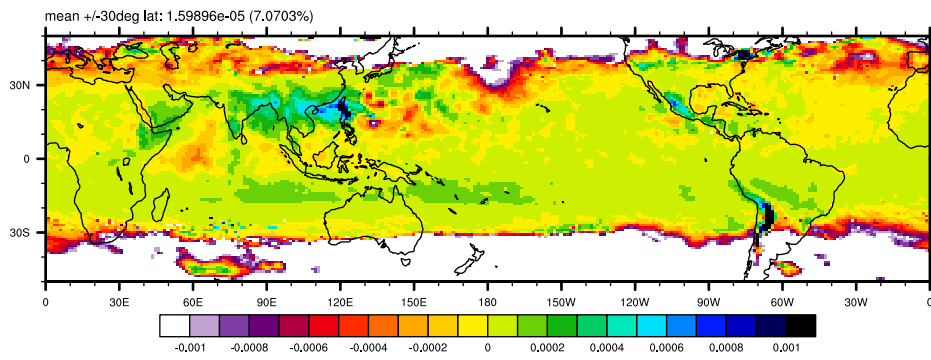 mean +/-30deg lat: 1.59896e-05 (7.0703%)
30N
0
30S
0 30E 60E 90E 120E 150E 180 150W 120W 90W 60W 30W 0
-0.001 -0.0008 -0.0006 -0.0004 -0.0002 0 0.0002 0.0004 0.0006 0.0008 0.001